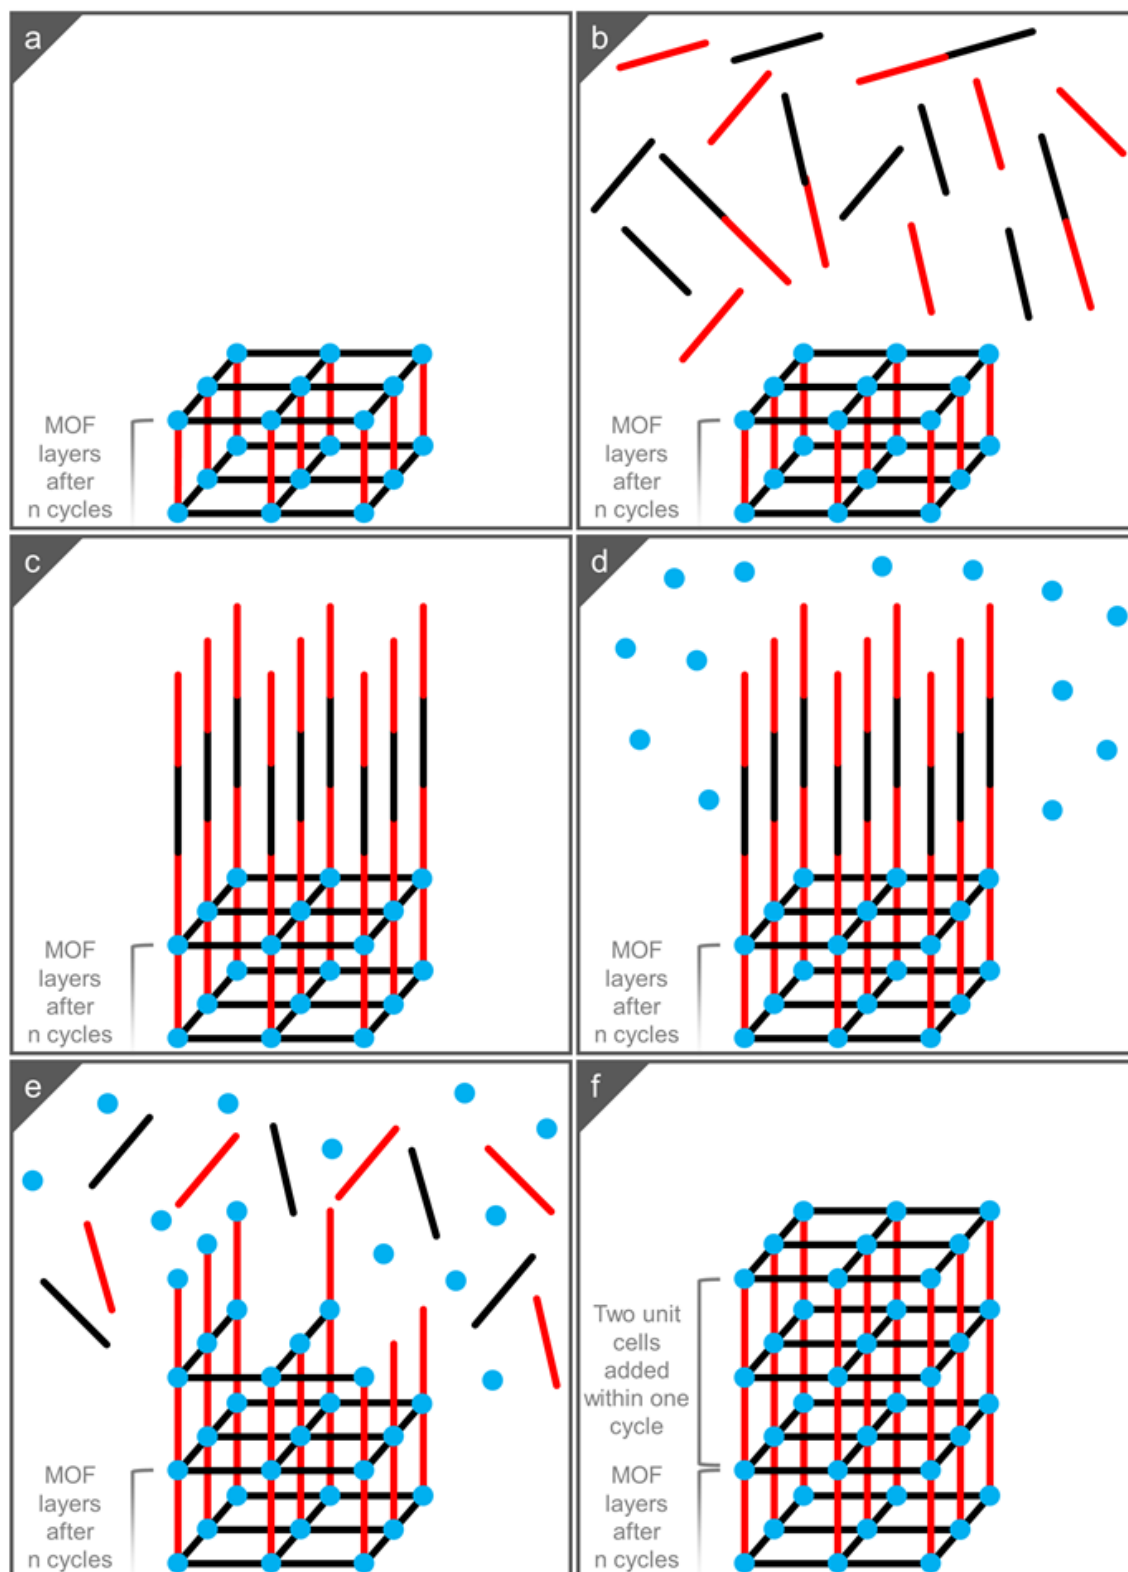 a
b
MOF
layers
after
n cycles
MOF
layers
after
n cycles
c
d
MOF
layers
after
n cycles
MOF
layers
after
n cycles
e
f
Two unit
cells
added
within one
cycle
MOF
layers
after
n cycles
MOF
layers
after
n cycles